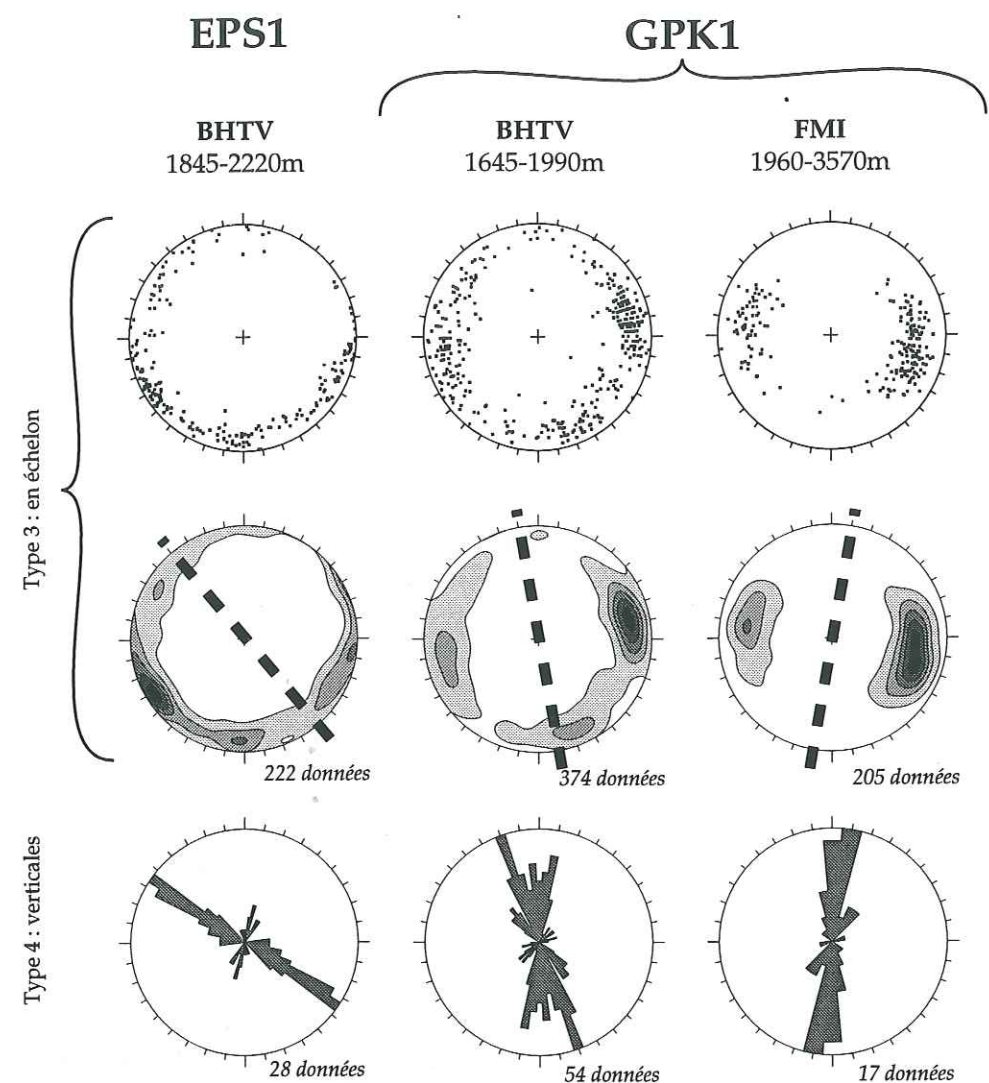 EPS1
GPK1
BHTV
1845-2220m
BHTV
1645-1990m
FMI
1960-3570m
Type 3 : en échelon
222 données
374 données
205 données
Type 4 : verticales
28 données
54 données
17 données